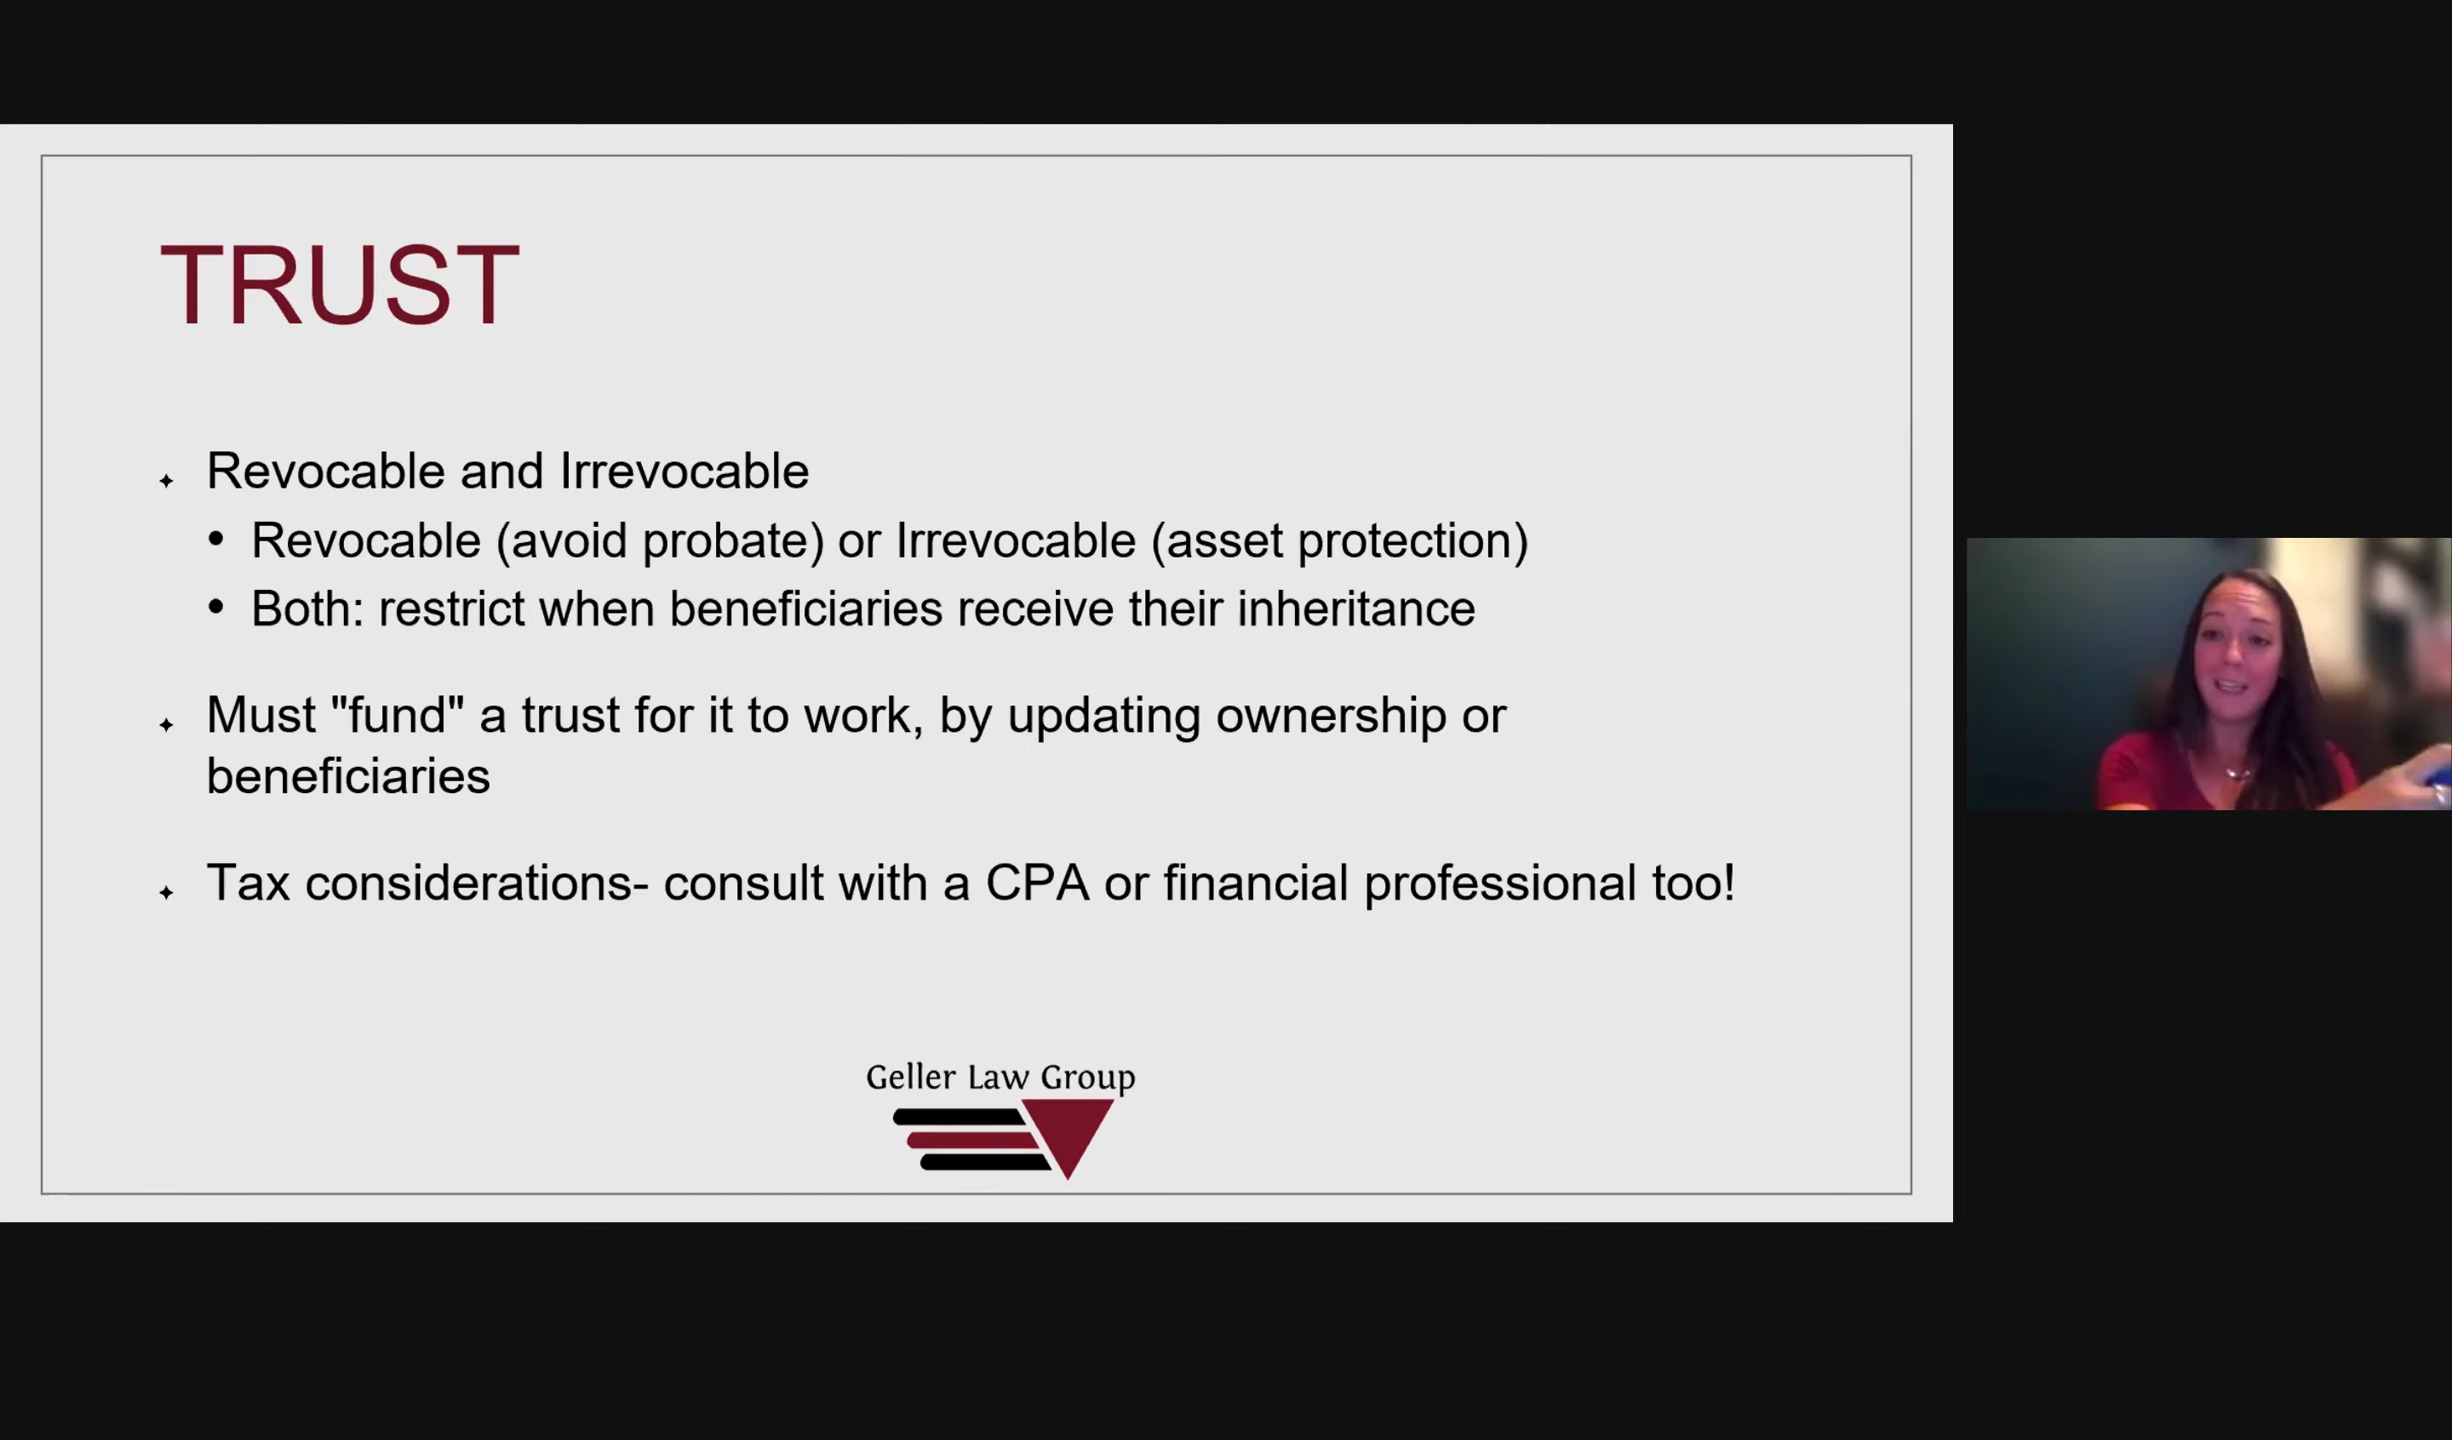 TRUST
Revocable and Irrevocable
Revocable (avoid probate) or Irrevocable (asset protection)
Both: restrict when beneficiaries receive their inheritance
Must "fund" a trust for it to work, by updating ownership or
beneficiaries
Tax considerations- consult with a CPA or financial professional too!
Geller Law Group